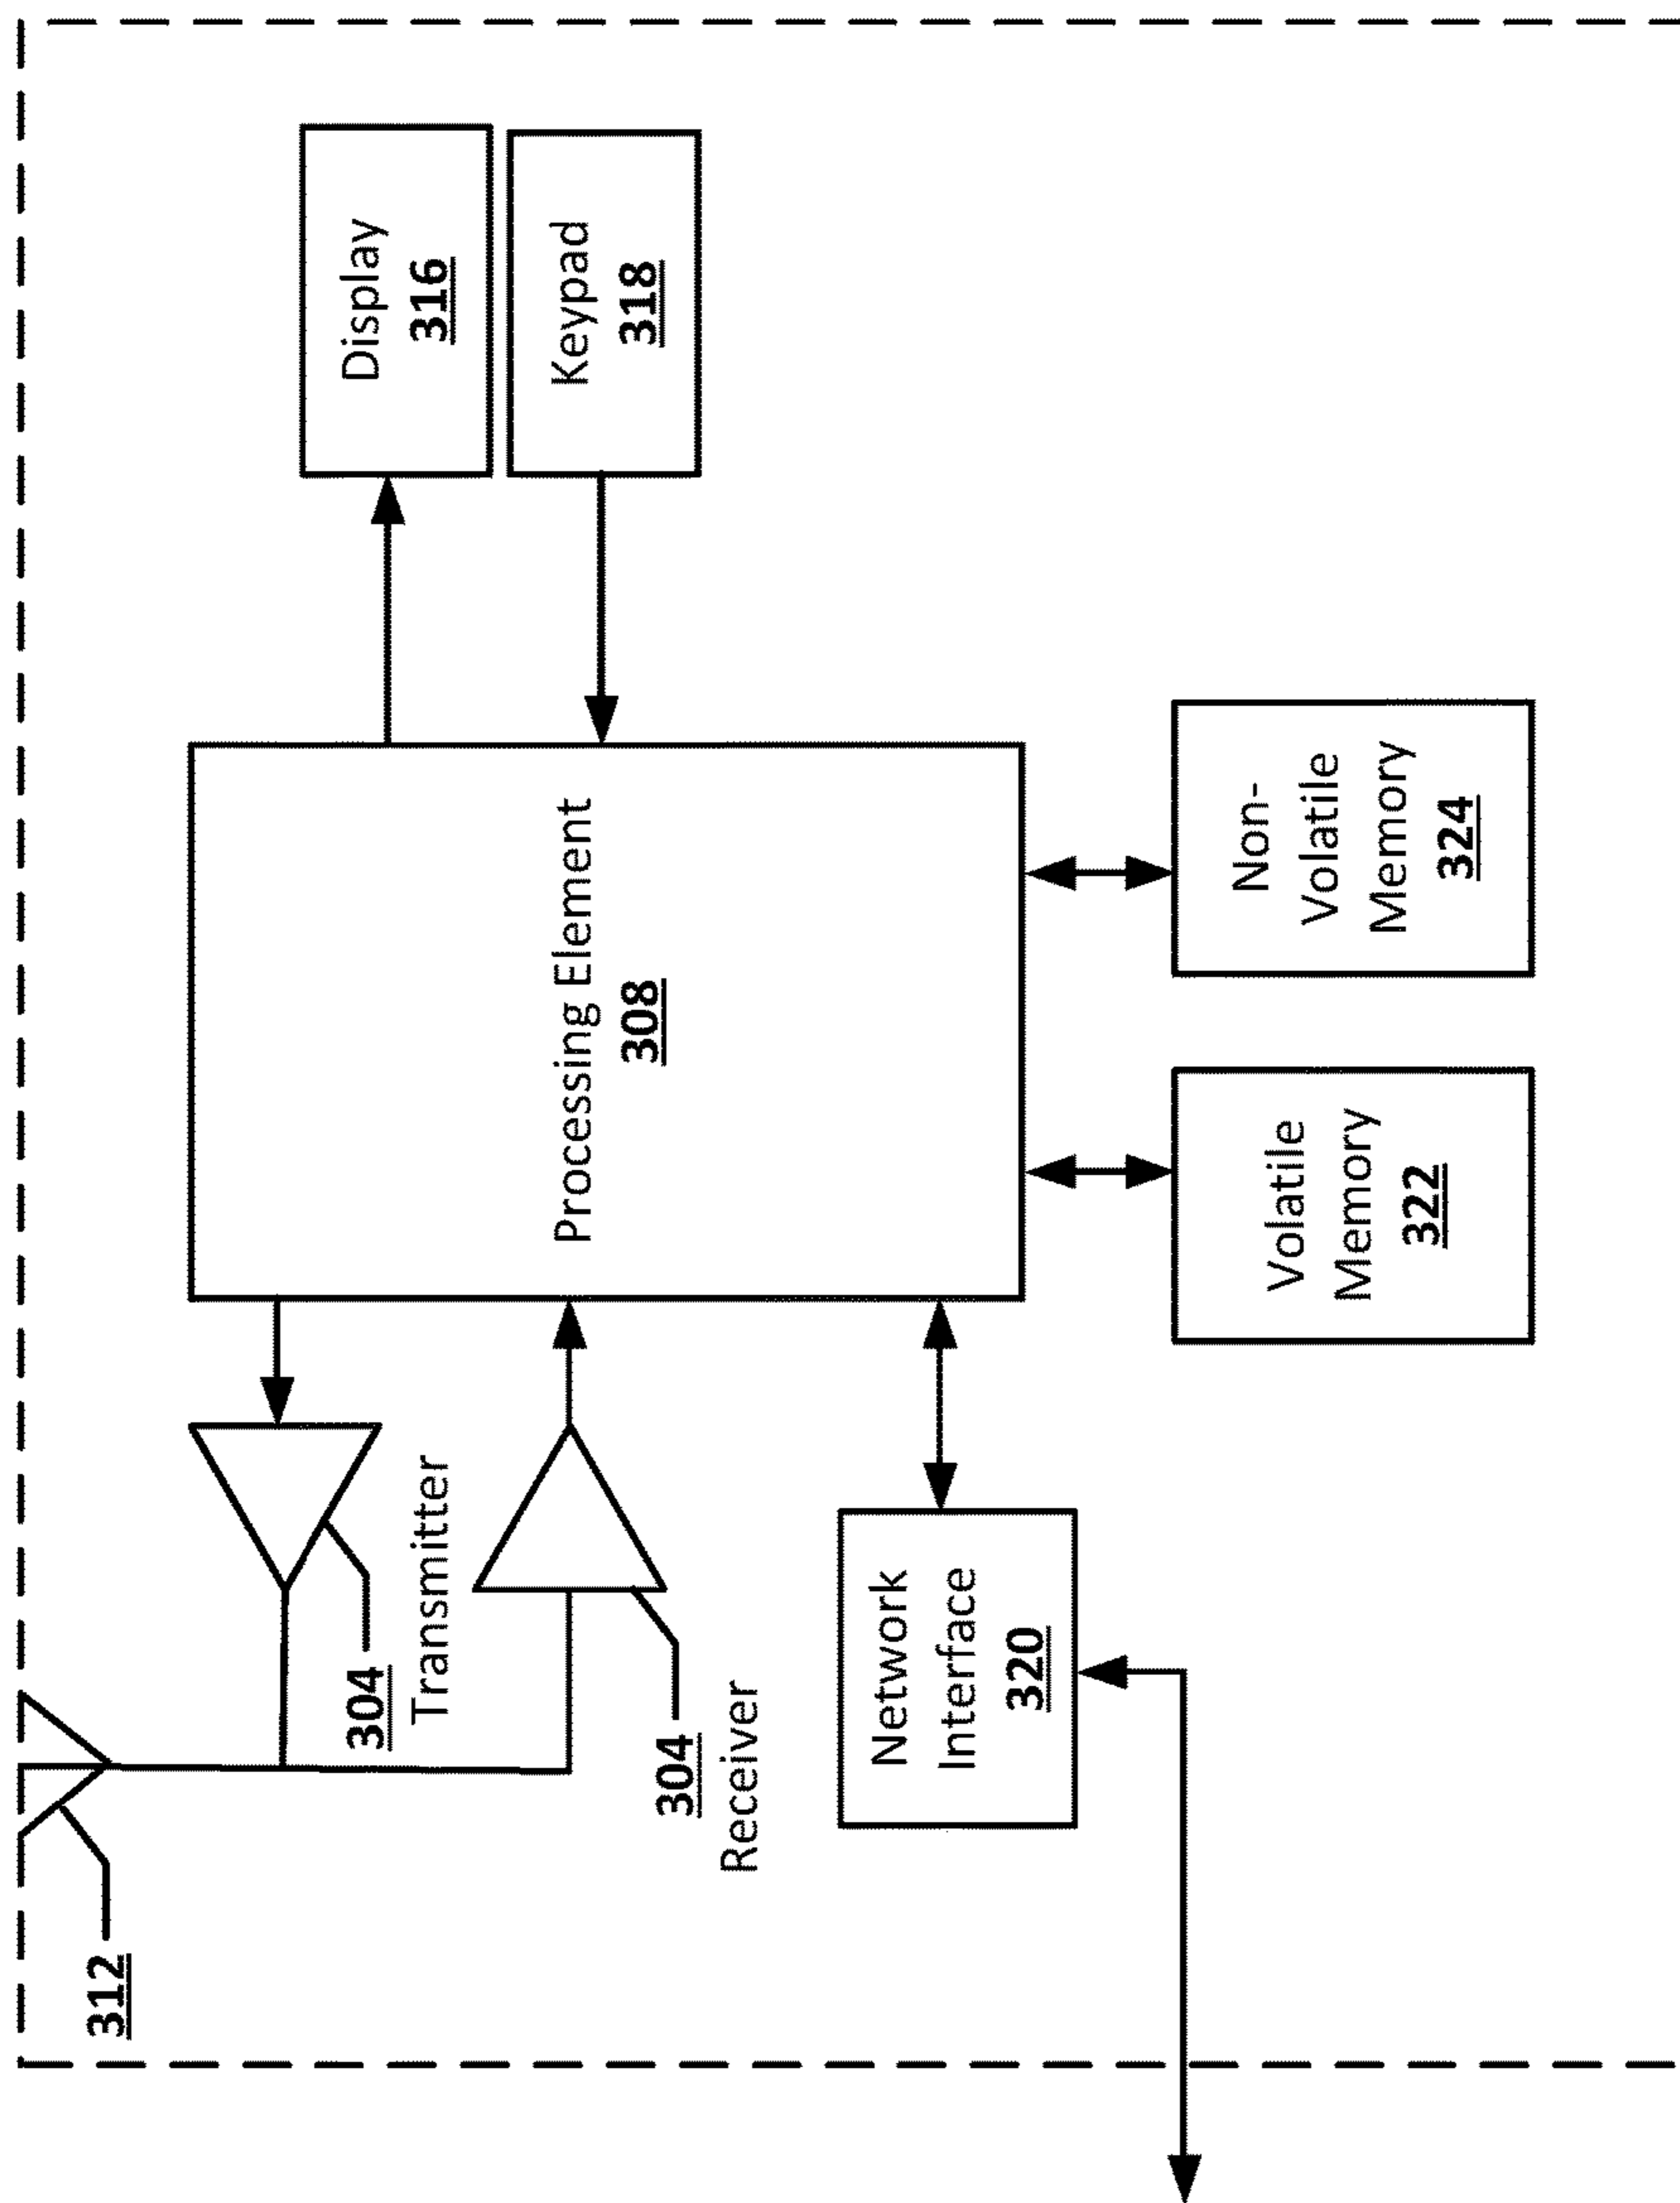 312
304
Transmitter
304
Receiver
Network
Interface
320
Processing Element
308
Volatile
Memory
322
Non-
Volatile
Memory
324
Display
316
Keypad
318